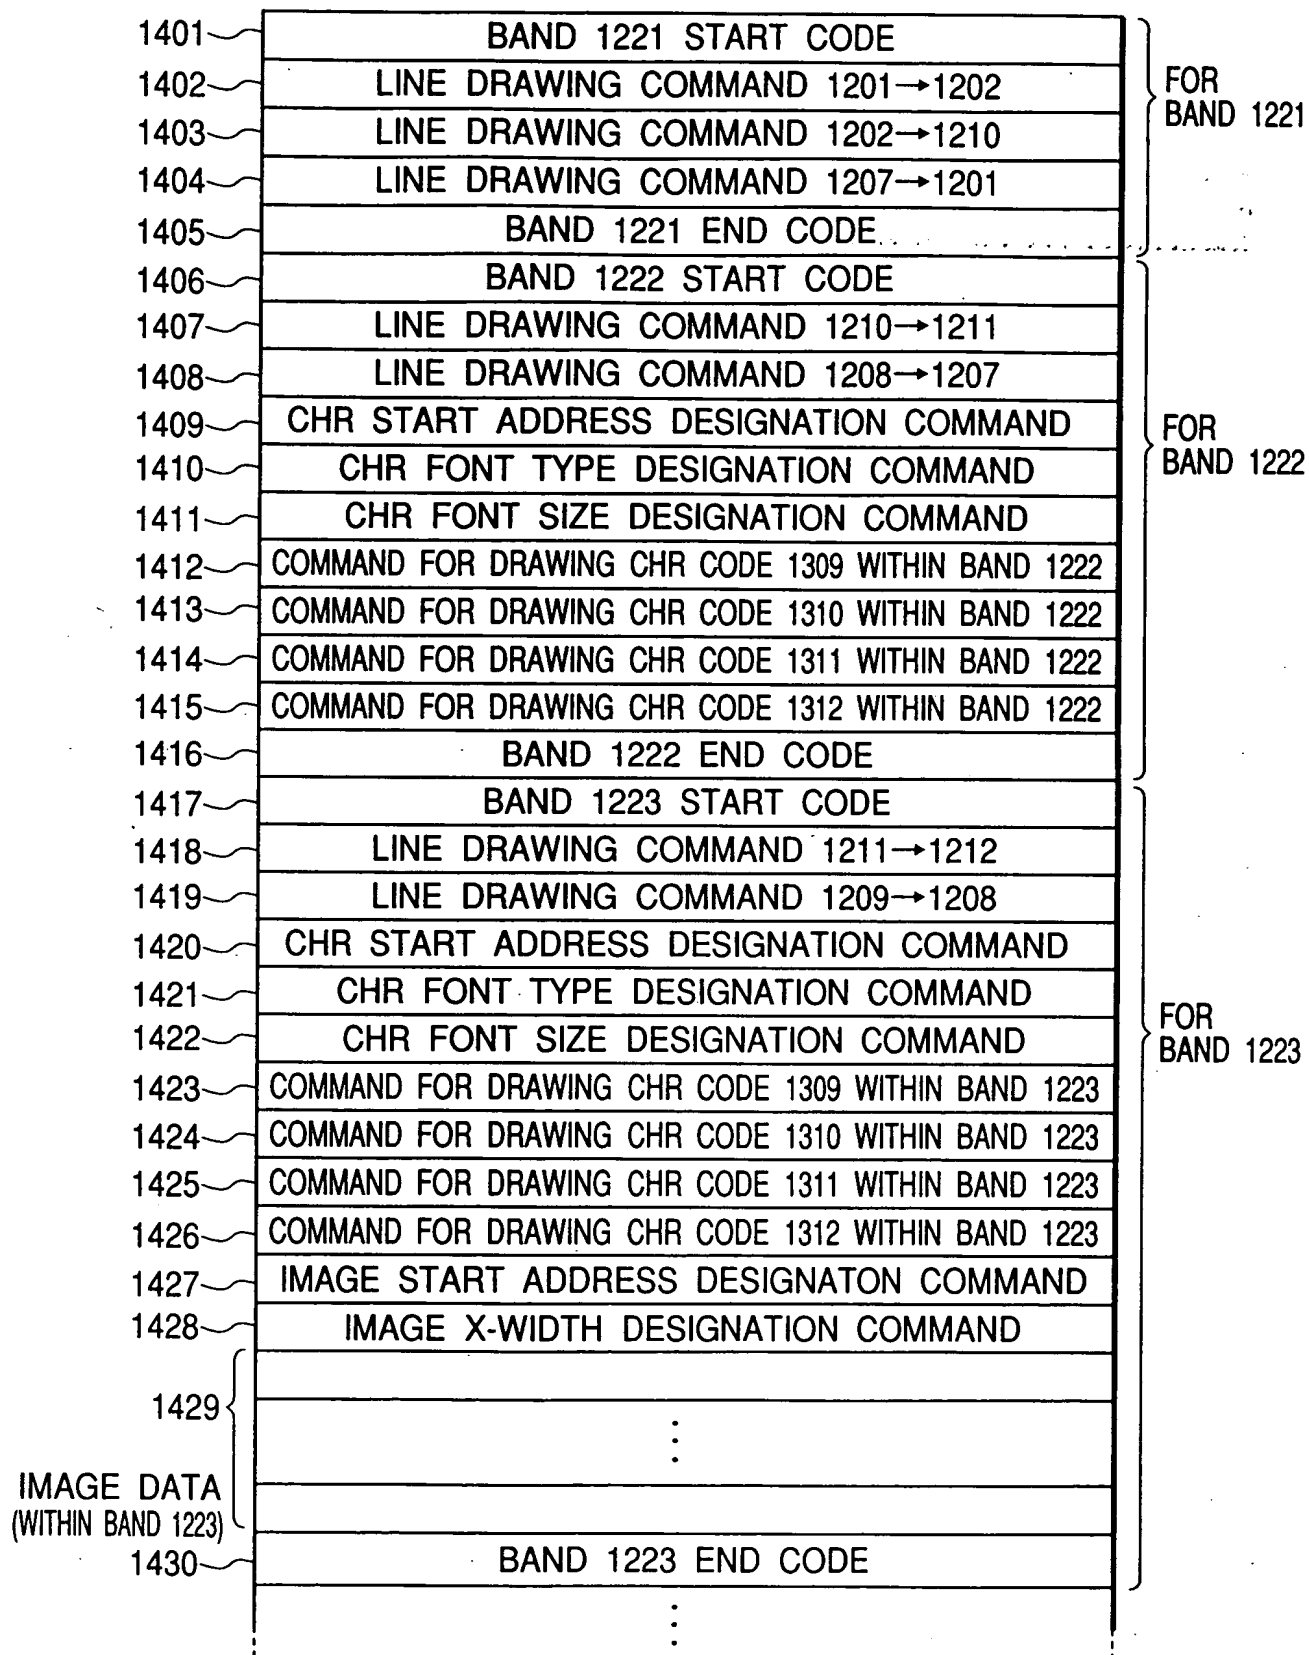 1401 BAND 1221 START CODE
1402 LINE DRAWING COMMAND 1201→1202
FOR BAND 1221
1403 LINE DRAWING COMMAND 1202→1210
1404 LINE DRAWING COMMAND 1207→1201
1405 BAND 1221 END CODE
1406 BAND 1222 START CODE
1407 LINE DRAWING COMMAND 1210→1211
1408 LINE DRAWING COMMAND 1208→1207
1409 CHR START ADDRESS DESIGNATION COMMAND
FOR BAND 1222
1410 CHR FONT TYPE DESIGNATION COMMAND
1411 CHR FONT SIZE DESIGNATION COMMAND
1412 COMMAND FOR DRAWING CHR CODE 1309 WITHIN BAND 1222
1413 COMMAND FOR DRAWING CHR CODE 1310 WITHIN BAND 1222
1414 COMMAND FOR DRAWING CHR CODE 1311 WITHIN BAND 1222
1415 COMMAND FOR DRAWING CHR CODE 1312 WITHIN BAND 1222
1416 BAND 1222 END CODE
1417 BAND 1223 START CODE
1418 LINE DRAWING COMMAND 1211→1212
1419 LINE DRAWING COMMAND 1209→1208
1420 CHR START ADDRESS DESIGNATION COMMAND
1421 CHR FONT TYPE DESIGNATION COMMAND
1422 CHR FONT SIZE DESIGNATION COMMAND
FOR BAND 1223
1423 COMMAND FOR DRAWING CHR CODE 1309 WITHIN BAND 1223
1424 COMMAND FOR DRAWING CHR CODE 1310 WITHIN BAND 1223
1425 COMMAND FOR DRAWING CHR CODE 1311 WITHIN BAND 1223
1426 COMMAND FOR DRAWING CHR CODE 1312 WITHIN BAND 1223
1427 IMAGE START ADDRESS DESIGNATON COMMAND
1428 IMAGE X-WIDTH DESIGNATION COMMAND
1429
IMAGE DATA
(WITHIN BAND 1223)
1430 BAND 1223 END CODE